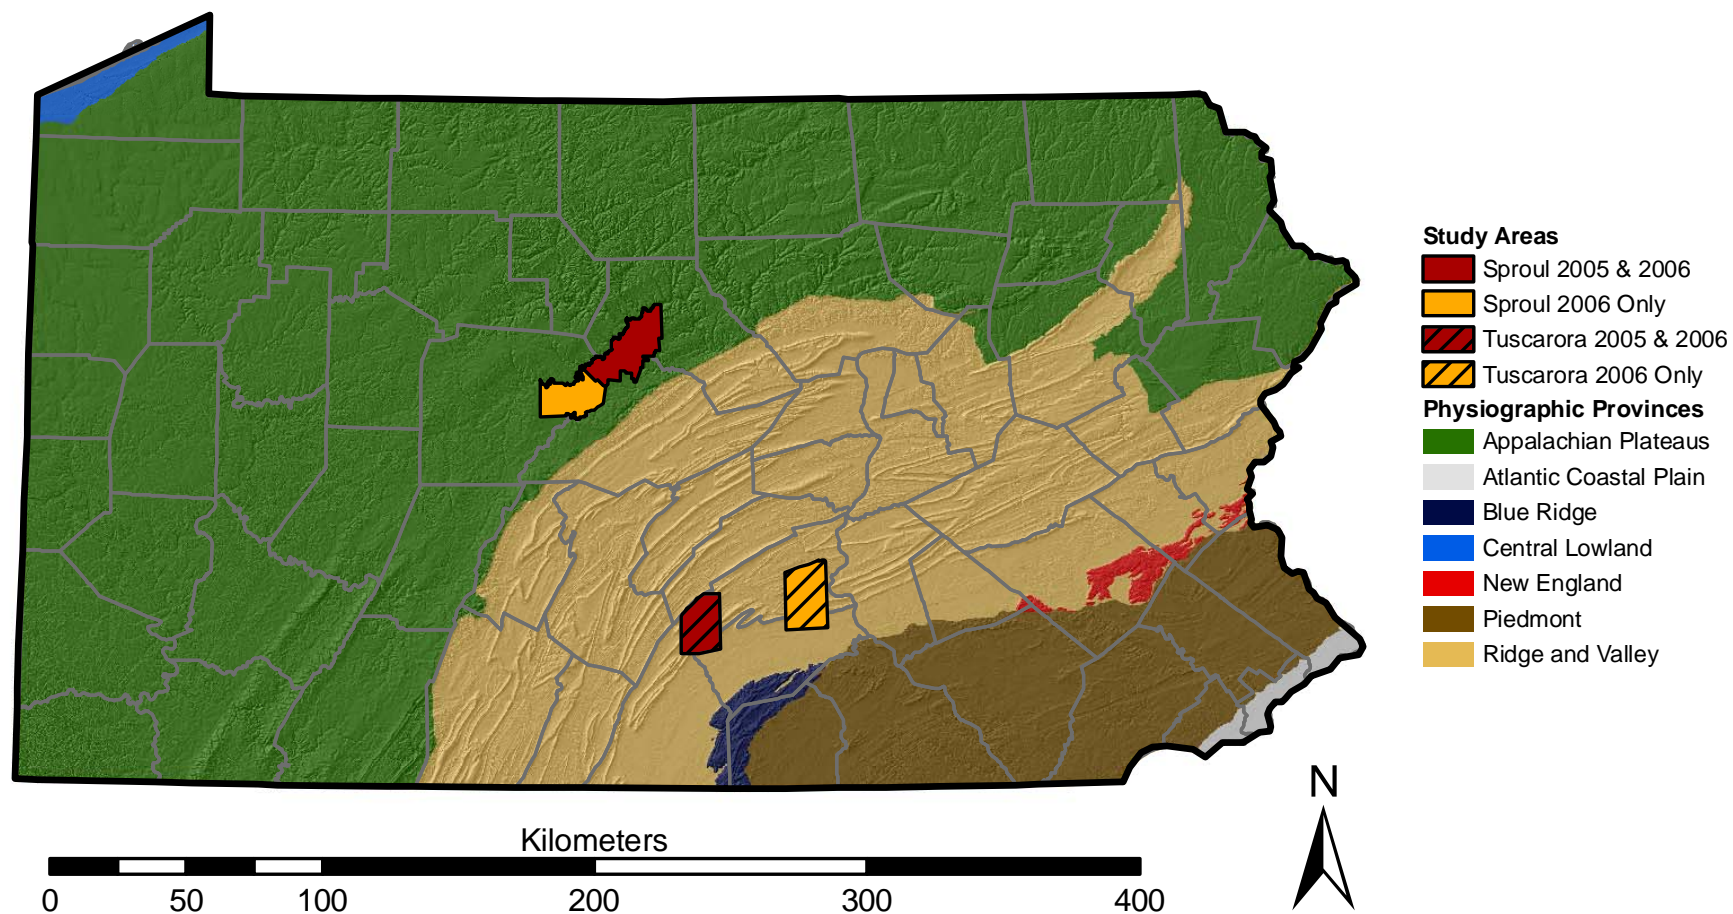 Study Areas
Sproul 2005 & 2006
Sproul 2006 Only
Tuscarora 2005 & 2006
Tuscarora 2006 Only
Physiographic Provinces
Appalachian Plateaus
Atlantic Coastal Plain
Blue Ridge
Central Lowland
New England
Piedmont
Ridge and Valley
N
Kilometers
0 50 100 200 300 400